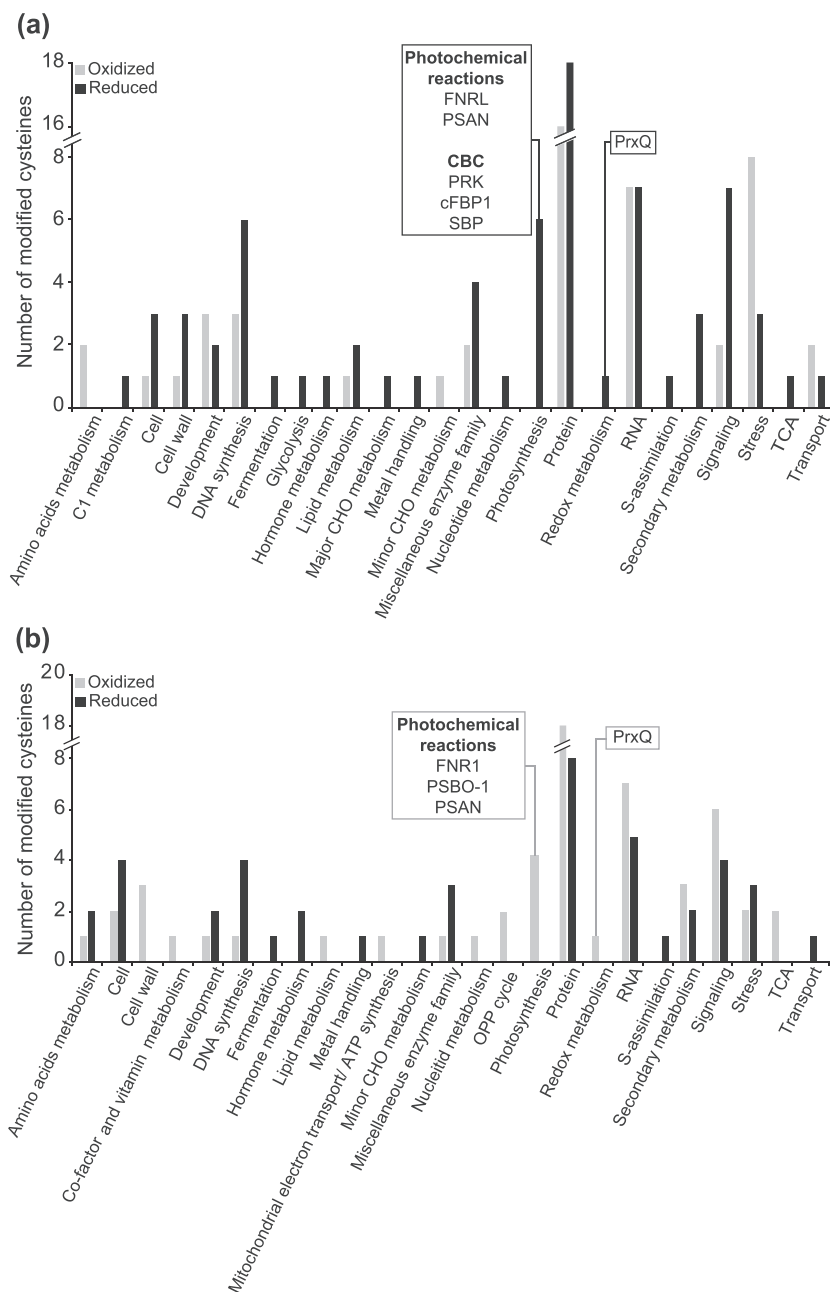 (a)
Number of modified cysteines
18
16
8
6
4
2
0
Oxidized
Reduced
Photochemical
reactions
FNRL
PSAN
CBC
PRK
cFBP1
SBP
PrxQ
Amino acids metabolism
C1 metabolism
Cell
Cell wall
Development
DNA synthesis
Fermentation
Glycolysis
Hormone metabolism
Lipid metabolism
Major CHO metabolism
Metal handling
Minor CHO metabolism
Miscellaneous enzyme family
Nucleotide metabolism
Photosynthesis
Protein
Redox metabolism
RNA
S-assimilation
Secondary metabolism
Signaling
Stress
TCA
Transport
(b)
Number of modified cysteines
20
18
8
6
4
2
0
Oxidized
Reduced
Photochemical
reactions
FNR1
PSBO-1
PSAN
PrxQ
Amino acids metabolism
Cell
Cell wall
Co-factor and vitamin metabolism
Development
DNA synthesis
Fermentation
Hormone metabolism
Lipid metabolism
Metal handling
Mitochondrial electron transport/ ATP synthesis
Minor CHO metabolism
Miscellaneous enzyme family
Nucleitid metabolism
OPP cycle
Photosynthesis
Protein
Redox metabolism
RNA
S-assimilation
Secondary metabolism
Signaling
Stress
TCA
Transport